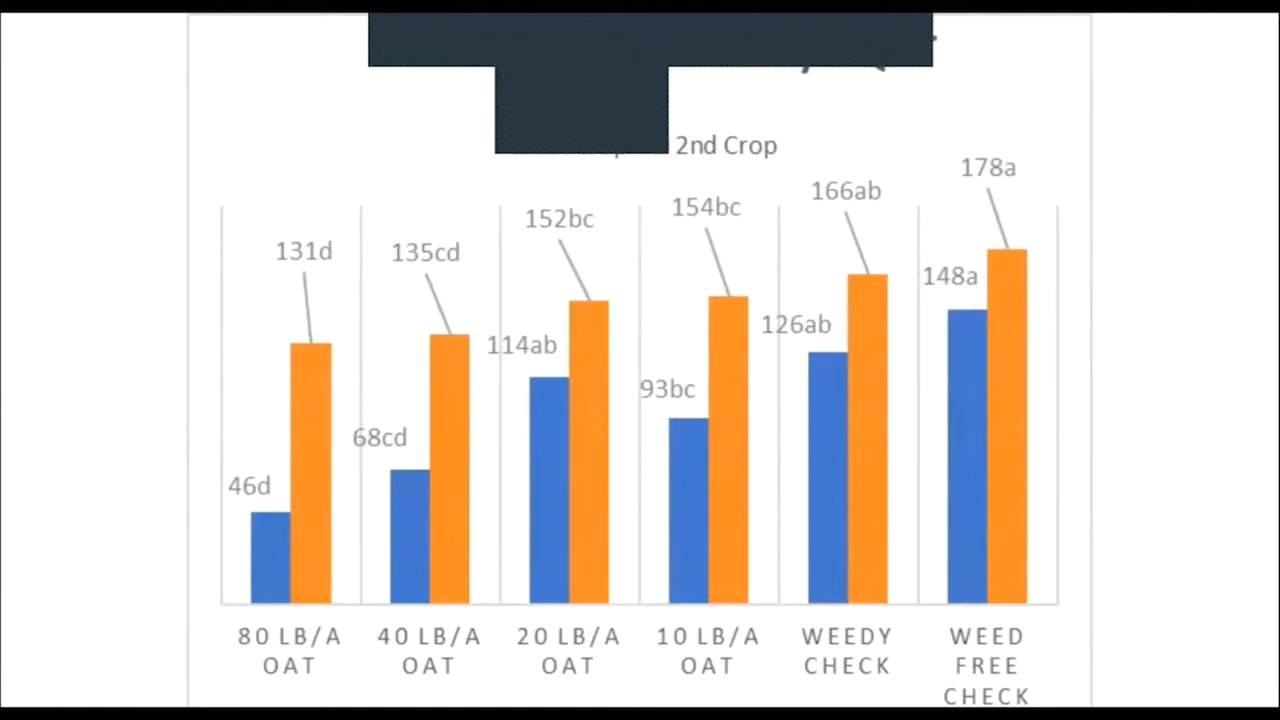 2nd Crop
178a
166ab
154bc
152bc
131d
135cd
148a
126ab
114ab
93bc
68cd
46d
80 LB/A OAT
40 LB/A OAT
20 LB/A OAT
10 LB/A OAT
WEEDY CHECK
WEED FREE CHECK